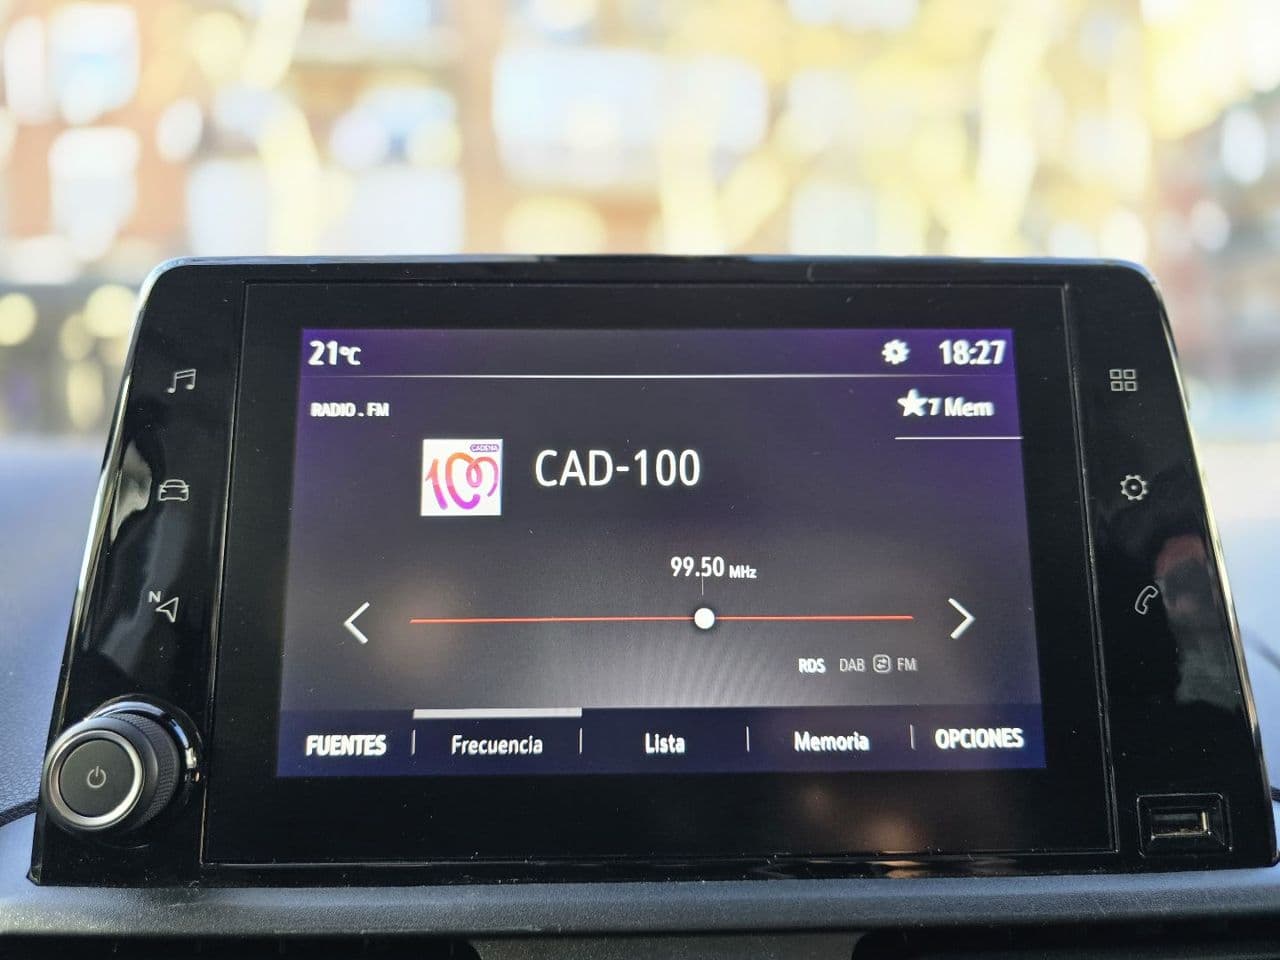 21°C 18:27
RADIO . FM ★7 Mem
CADENA
100
CAD-100
99.50 MHz
N
RDS DAB FM
FUENTES Frecuencia Lista Memoria OPCIONES